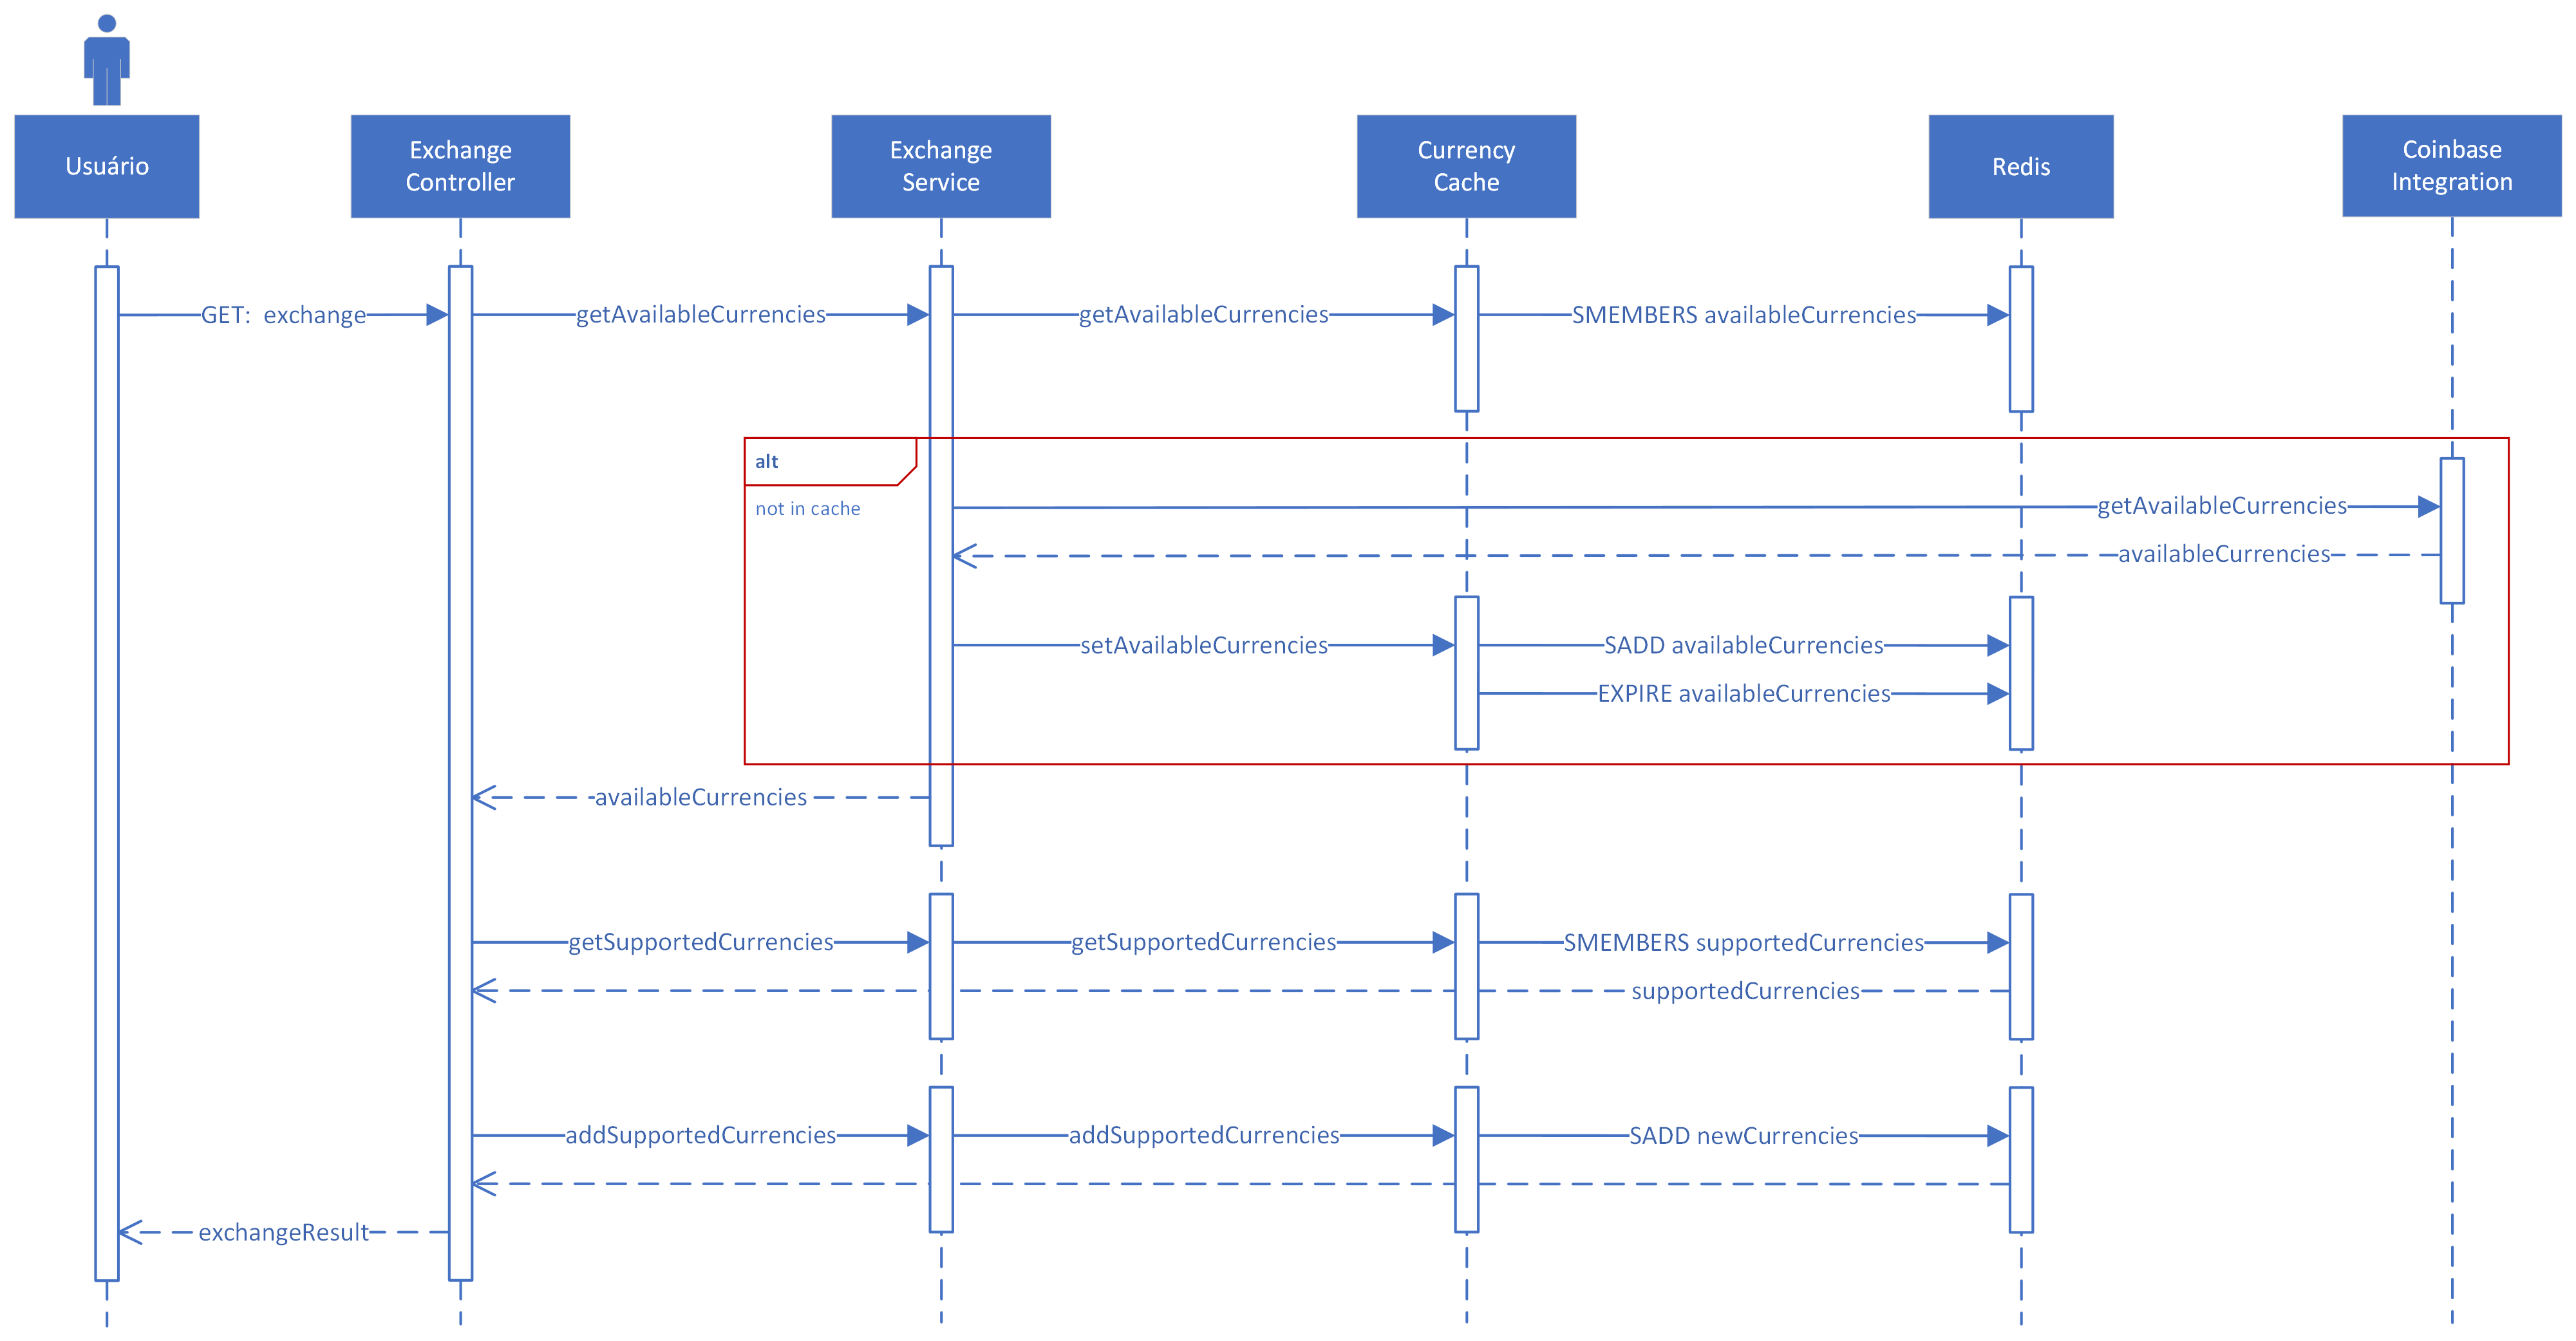 Usuário
Exchange
Controller
Exchange
Service
Currency
Cache
Redis
Coinbase
Integration
GET:  exchange
getAvailableCurrencies
getAvailableCurrencies
SMEMBERS availableCurrencies
alt
not in cache
getAvailableCurrencies
availableCurrencies
setAvailableCurrencies
SADD availableCurrencies
EXPIRE availableCurrencies
availableCurrencies
getSupportedCurrencies
getSupportedCurrencies
SMEMBERS supportedCurrencies
supportedCurrencies
addSupportedCurrencies
addSupportedCurrencies
SADD newCurrencies
exchangeResult